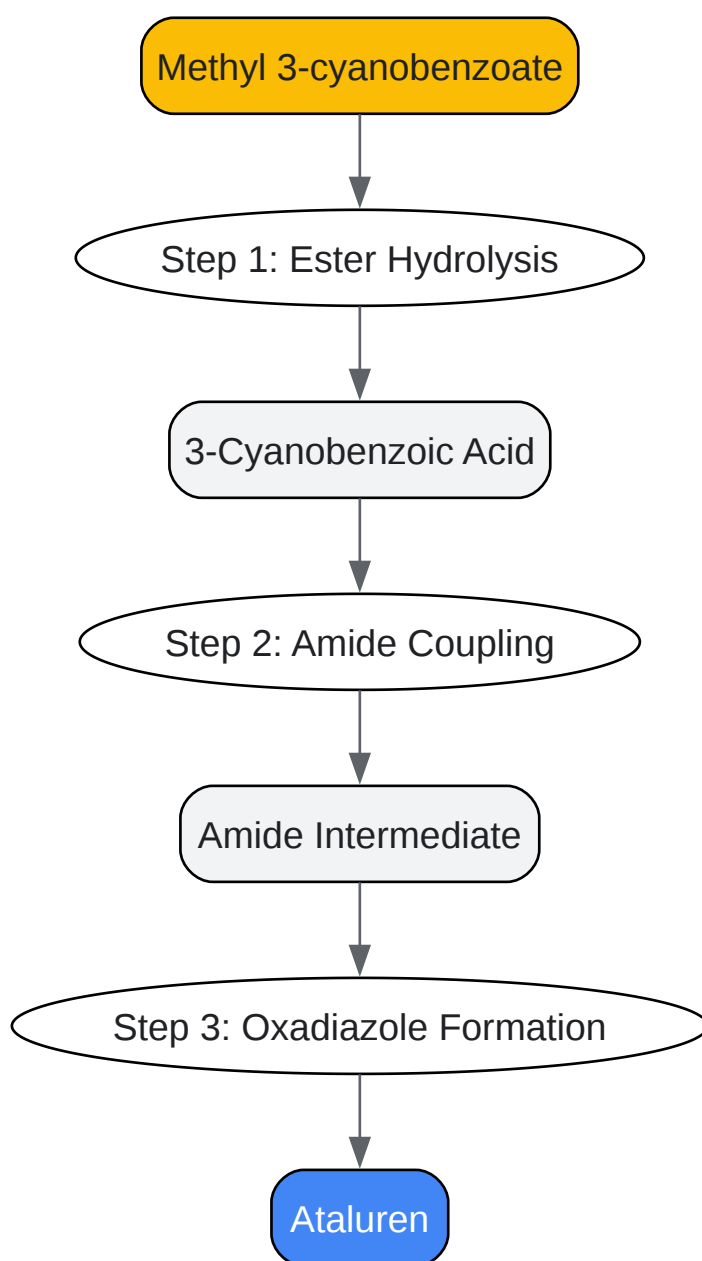 Methyl 3-cyanobenzoate
Step 1: Ester Hydrolysis
3-Cyanobenzoic Acid
Step 2: Amide Coupling
Amide Intermediate
Step 3: Oxadiazole Formation
Ataluren